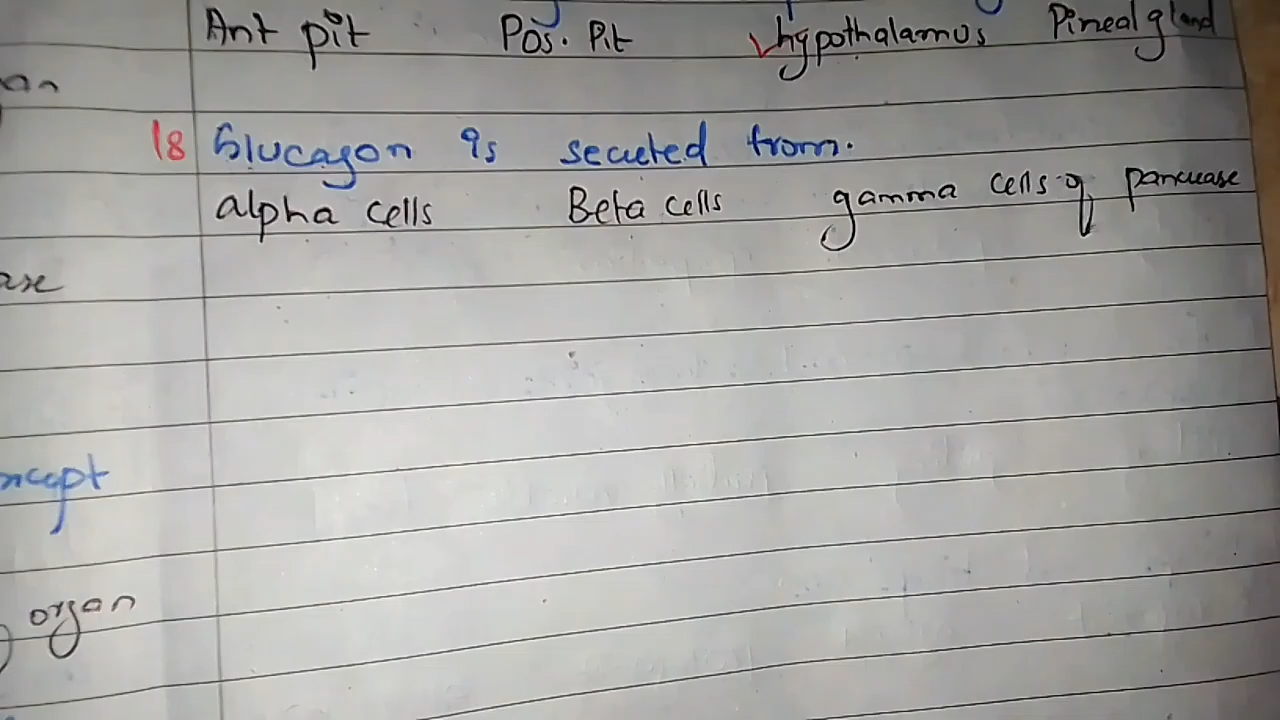 Ant pit Pos. Pit hypothalamus Pineal gland
18 Glucagon is secreted from.
alpha cells Beta cells gamma cells of pancrease
organ